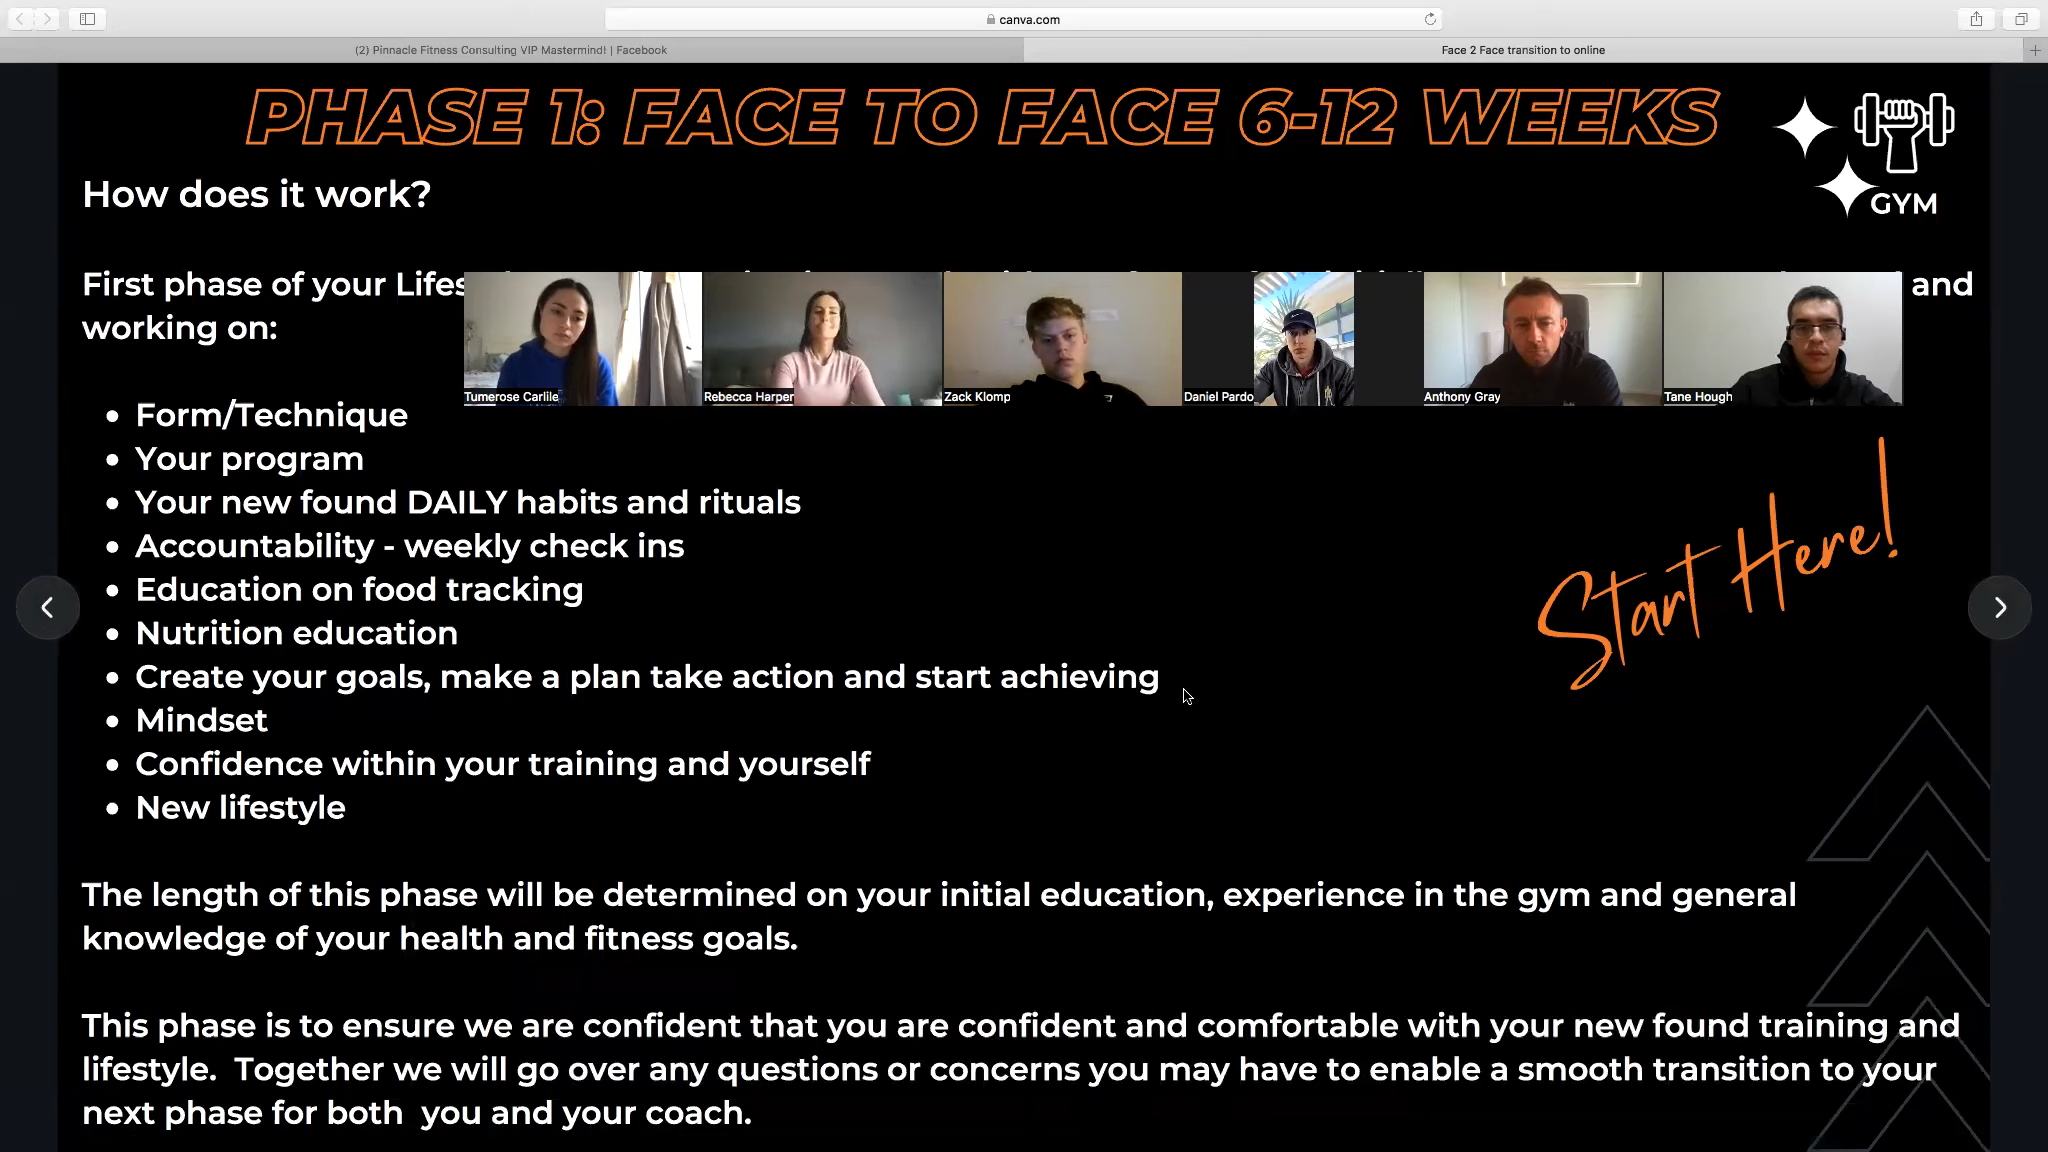 canva.com
(2) Pinnacle Fitness Consulting VIP Mastermind! | Facebook
Face 2 Face transition to online
PHASE 1: FACE TO FACE 6-12 WEEKS
GYM
How does it work?
First phase of your and
working on:
Tumerose Carlile
Rebecca Harper
Zack Klomp
Daniel Pardo
Anthony Gray
Tane Hough
• Form/Technique
• Your program
• Your new found DAILY habits and rituals
• Accountability - weekly check ins
• Education on food tracking
• Nutrition education
• Create your goals, make a plan take action and start achieving
• Mindset
• Confidence within your training and yourself
• New lifestyle
Start Here!
The length of this phase will be determined on your initial education, experience in the gym and general
knowledge of your health and fitness goals.
This phase is to ensure we are confident that you are confident and comfortable with your new found training and
lifestyle. Together we will go over any questions or concerns you may have to enable a smooth transition to your
next phase for both you and your coach.